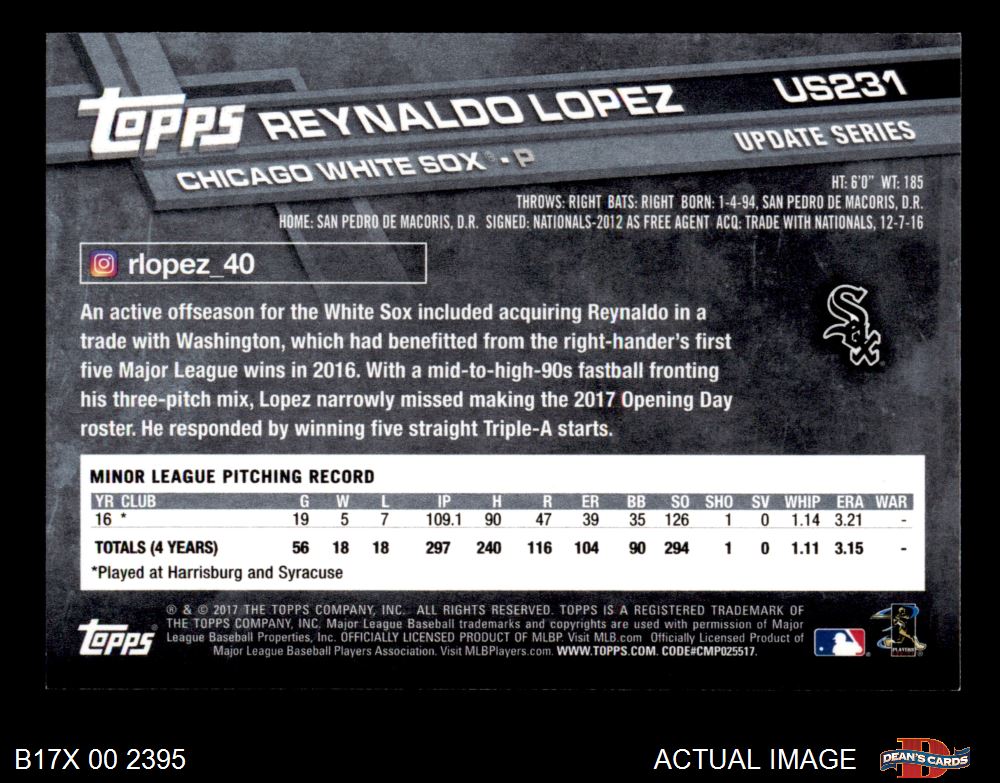 TOPPS REYNALDO LOPEZ US231
CHICAGO WHITE SOX® - P UPDATE SERIES
HT: 6'0" WT: 185
THROWS: RIGHT BATS: RIGHT BORN: 1-4-94, SAN PEDRO DE MACORIS, D.R.
HOME: SAN PEDRO DE MACORIS, D.R. SIGNED: NATIONALS-2012 AS FREE AGENT ACQ: TRADE WITH NATIONALS, 12-7-16
rlopez_40
An active offseason for the White Sox included acquiring Reynaldo in a
trade with Washington, which had benefitted from the right-hander's first
five Major League wins in 2016. With a mid-to-high-90s fastball fronting
his three-pitch mix, Lopez narrowly missed making the 2017 Opening Day
roster. He responded by winning five straight Triple-A starts.
Sox
MINOR LEAGUE PITCHING RECORD
YR CLUB G W L IP H R ER BB SO SHO SV WHIP ERA WAR
16 * 19 5 7 109.1 90 47 39 35 126 1 0 1.14 3.21 -
TOTALS (4 YEARS) 56 18 18 297 240 116 104 90 294 1 0 1.11 3.15 -
*Played at Harrisburg and Syracuse
TOPPS®
® & © 2017 THE TOPPS COMPANY, INC. ALL RIGHTS RESERVED. TOPPS IS A REGISTERED TRADEMARK OF
THE TOPPS COMPANY, INC. Major League Baseball trademarks and copyrights are used with permission of Major
League Baseball Properties, Inc. OFFICIALLY LICENSED PRODUCT OF MLBP. Visit MLB.com Officially Licensed Product of
Major League Baseball Players Association. Visit MLBPlayers.com. WWW.TOPPS.COM. CODE#CMP025517.
PLAYERS
B17X 00 2395
ACTUAL IMAGE
D
DEAN'S CARDS